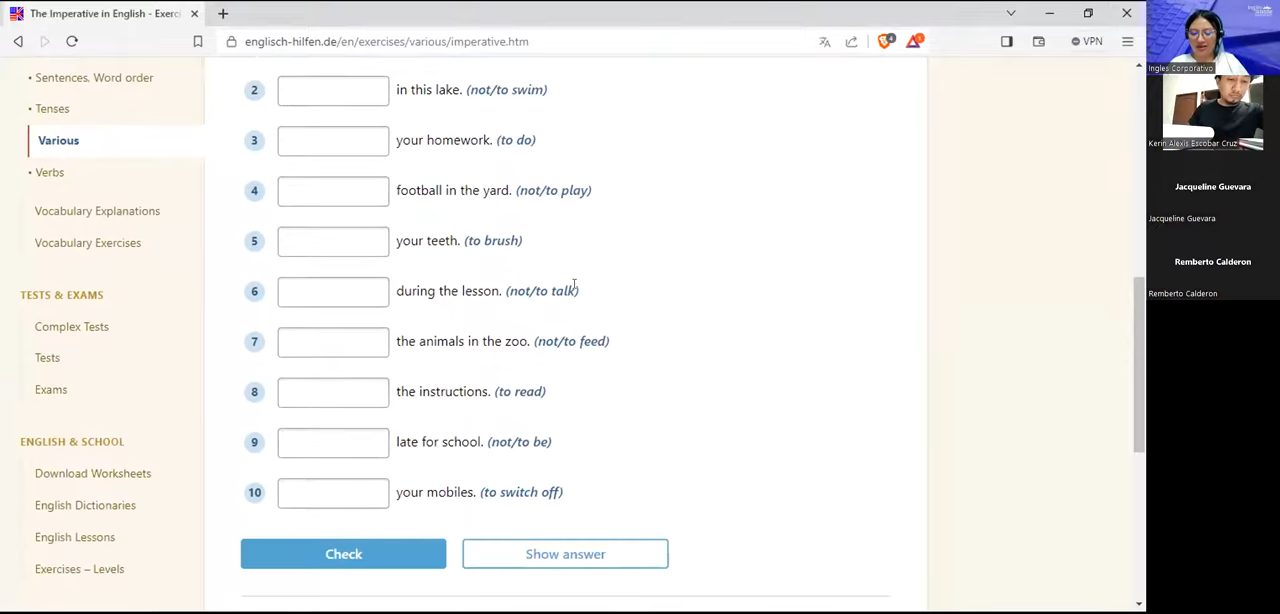 The Imperative in English - Exerci
englisch-hilfen.de/en/exercises/various/imperative.htm
4
1
VPN
• Sentences, Word order
• Tenses
Various
• Verbs
Vocabulary Explanations
Vocabulary Exercises
TESTS & EXAMS
Complex Tests
Tests
Exams
ENGLISH & SCHOOL
Download Worksheets
English Dictionaries
English Lessons
Exercises – Levels
2 in this lake. (not/to swim)
3 your homework. (to do)
4 football in the yard. (not/to play)
5 your teeth. (to brush)
6 during the lesson. (not/to talk)
7 the animals in the zoo. (not/to feed)
8 the instructions. (to read)
9 late for school. (not/to be)
10 your mobiles. (to switch off)
Check
Show answer
Ingles Corporativo
Kerin Alexis Escobar Cruz
Jacqueline Guevara
Jacqueline Guevara
Remberto Calderon
Remberto Calderon